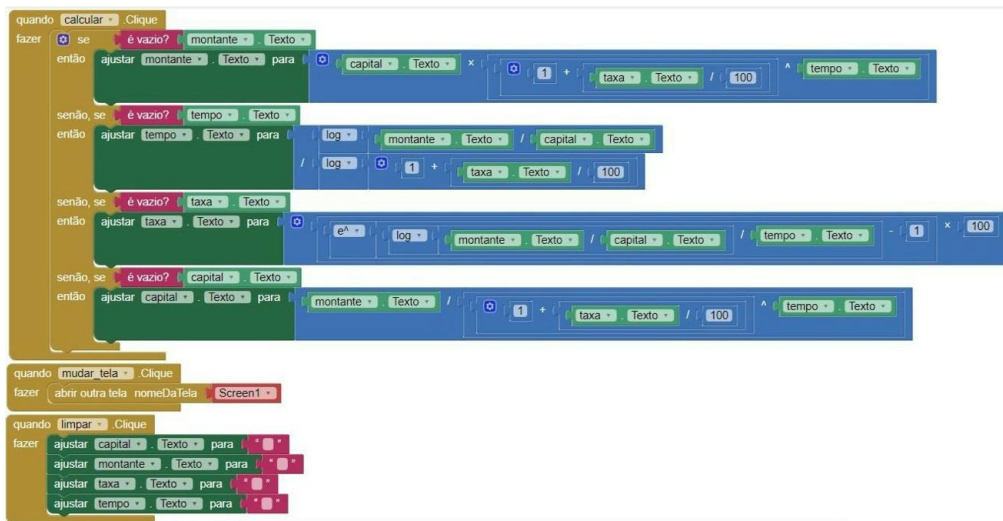 quando calcular .Clique
fazer se é vazio? montante . Texto
então ajustar montante . Texto para capital . Texto × 1 + taxa . Texto / 100 ^ tempo . Texto
senão, se é vazio? tempo . Texto
então ajustar tempo . Texto para log montante . Texto / capital . Texto
/ log 1 + taxa . Texto / 100
senão, se é vazio? taxa . Texto
então ajustar taxa . Texto para e^ log montante . Texto / capital . Texto / tempo . Texto - 1 × 100
senão, se é vazio? capital . Texto
então ajustar capital . Texto para montante . Texto / 1 + taxa . Texto / 100 ^ tempo . Texto
quando mudar_tela .Clique
fazer abrir outra tela nomeDaTela Screen1
quando limpar .Clique
fazer ajustar capital . Texto para " "
ajustar montante . Texto para " "
ajustar taxa . Texto para " "
ajustar tempo . Texto para " "